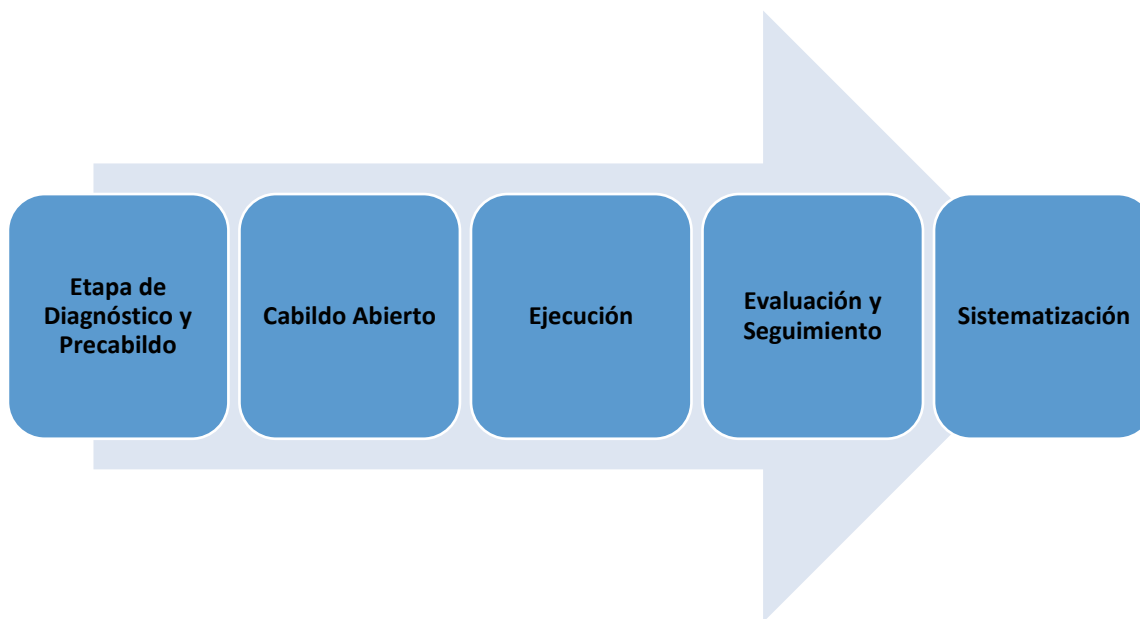 Etapa de
Diagnóstico y
Precabildo
Cabildo Abierto
Ejecución
Evaluación y
Seguimiento
Sistematización